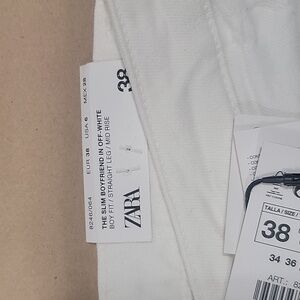 38
EUR 38 USA 6 MEX 28
THE SLIM BOYFRIEND IN OFF-WHITE
BOY FIT / STRAIGHT LEG / MID RISE
8246/064
ZARA
TALLA / SIZE
38
34 36
ART.: 8